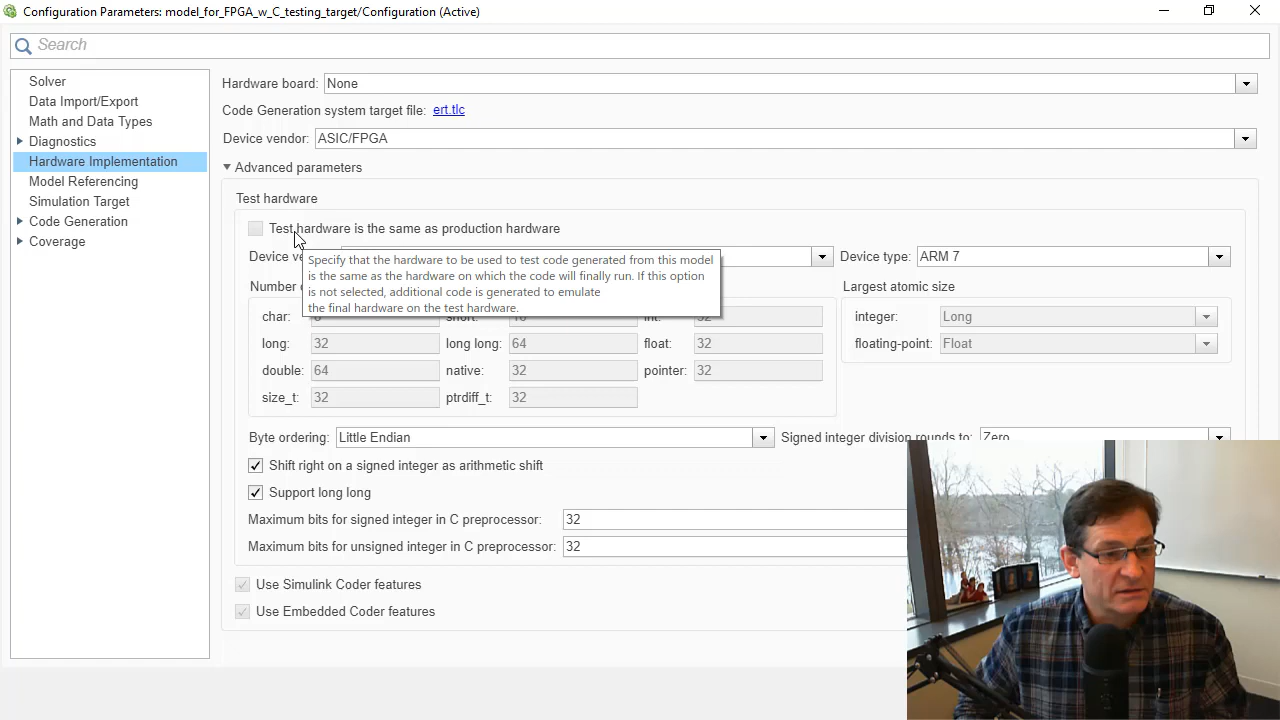 Configuration Parameters: model_for_FPGA_w_C_testing_target/Configuration (Active)
Search
Solver
Data Import/Export
Math and Data Types
Diagnostics
Hardware Implementation
Model Referencing
Simulation Target
Code Generation
Coverage
Hardware board: None
Code Generation system target file: ert.tlc
Device vendor: ASIC/FPGA
Advanced parameters
Test hardware
Test hardware is the same as production hardware
Device ve
Device type: ARM 7
Specify that the hardware to be used to test code generated from this model
is the same as the hardware on which the code will finally run. If this option
is not selected, additional code is generated to emulate
the final hardware on the test hardware.
Number
Largest atomic size
char: 8 short: 16 int: 32
integer: Long
long: 32 long long: 64 float: 32
floating-point: Float
double: 64 native: 32 pointer: 32
size_t: 32 ptrdiff_t: 32
Byte ordering: Little Endian Signed integer division rounds to: Zero
Shift right on a signed integer as arithmetic shift
Support long long
Maximum bits for signed integer in C preprocessor: 32
Maximum bits for unsigned integer in C preprocessor: 32
Use Simulink Coder features
Use Embedded Coder features